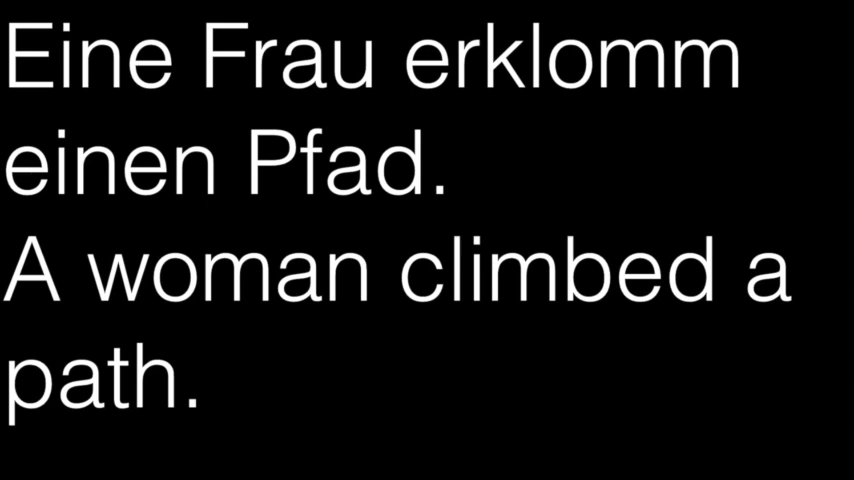 Eine Frau erklomm
einen Pfad.
A woman climbed a
path.